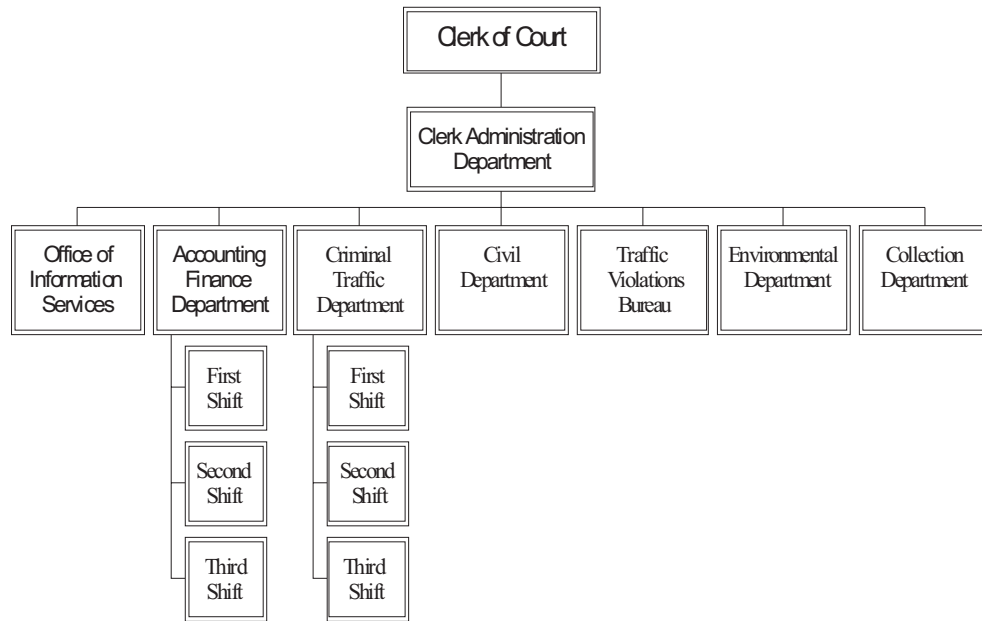 Clerk of Court
Clerk Administration
Department
Office of
Information
Services
Accounting
Finance
Department
Criminal
Traffic
Department
Civil
Department
Traffic
Violations
Bureau
Environmental
Department
Collection
Department
First
Shift
First
Shift
Second
Shift
Second
Shift
Third
Shift
Third
Shift